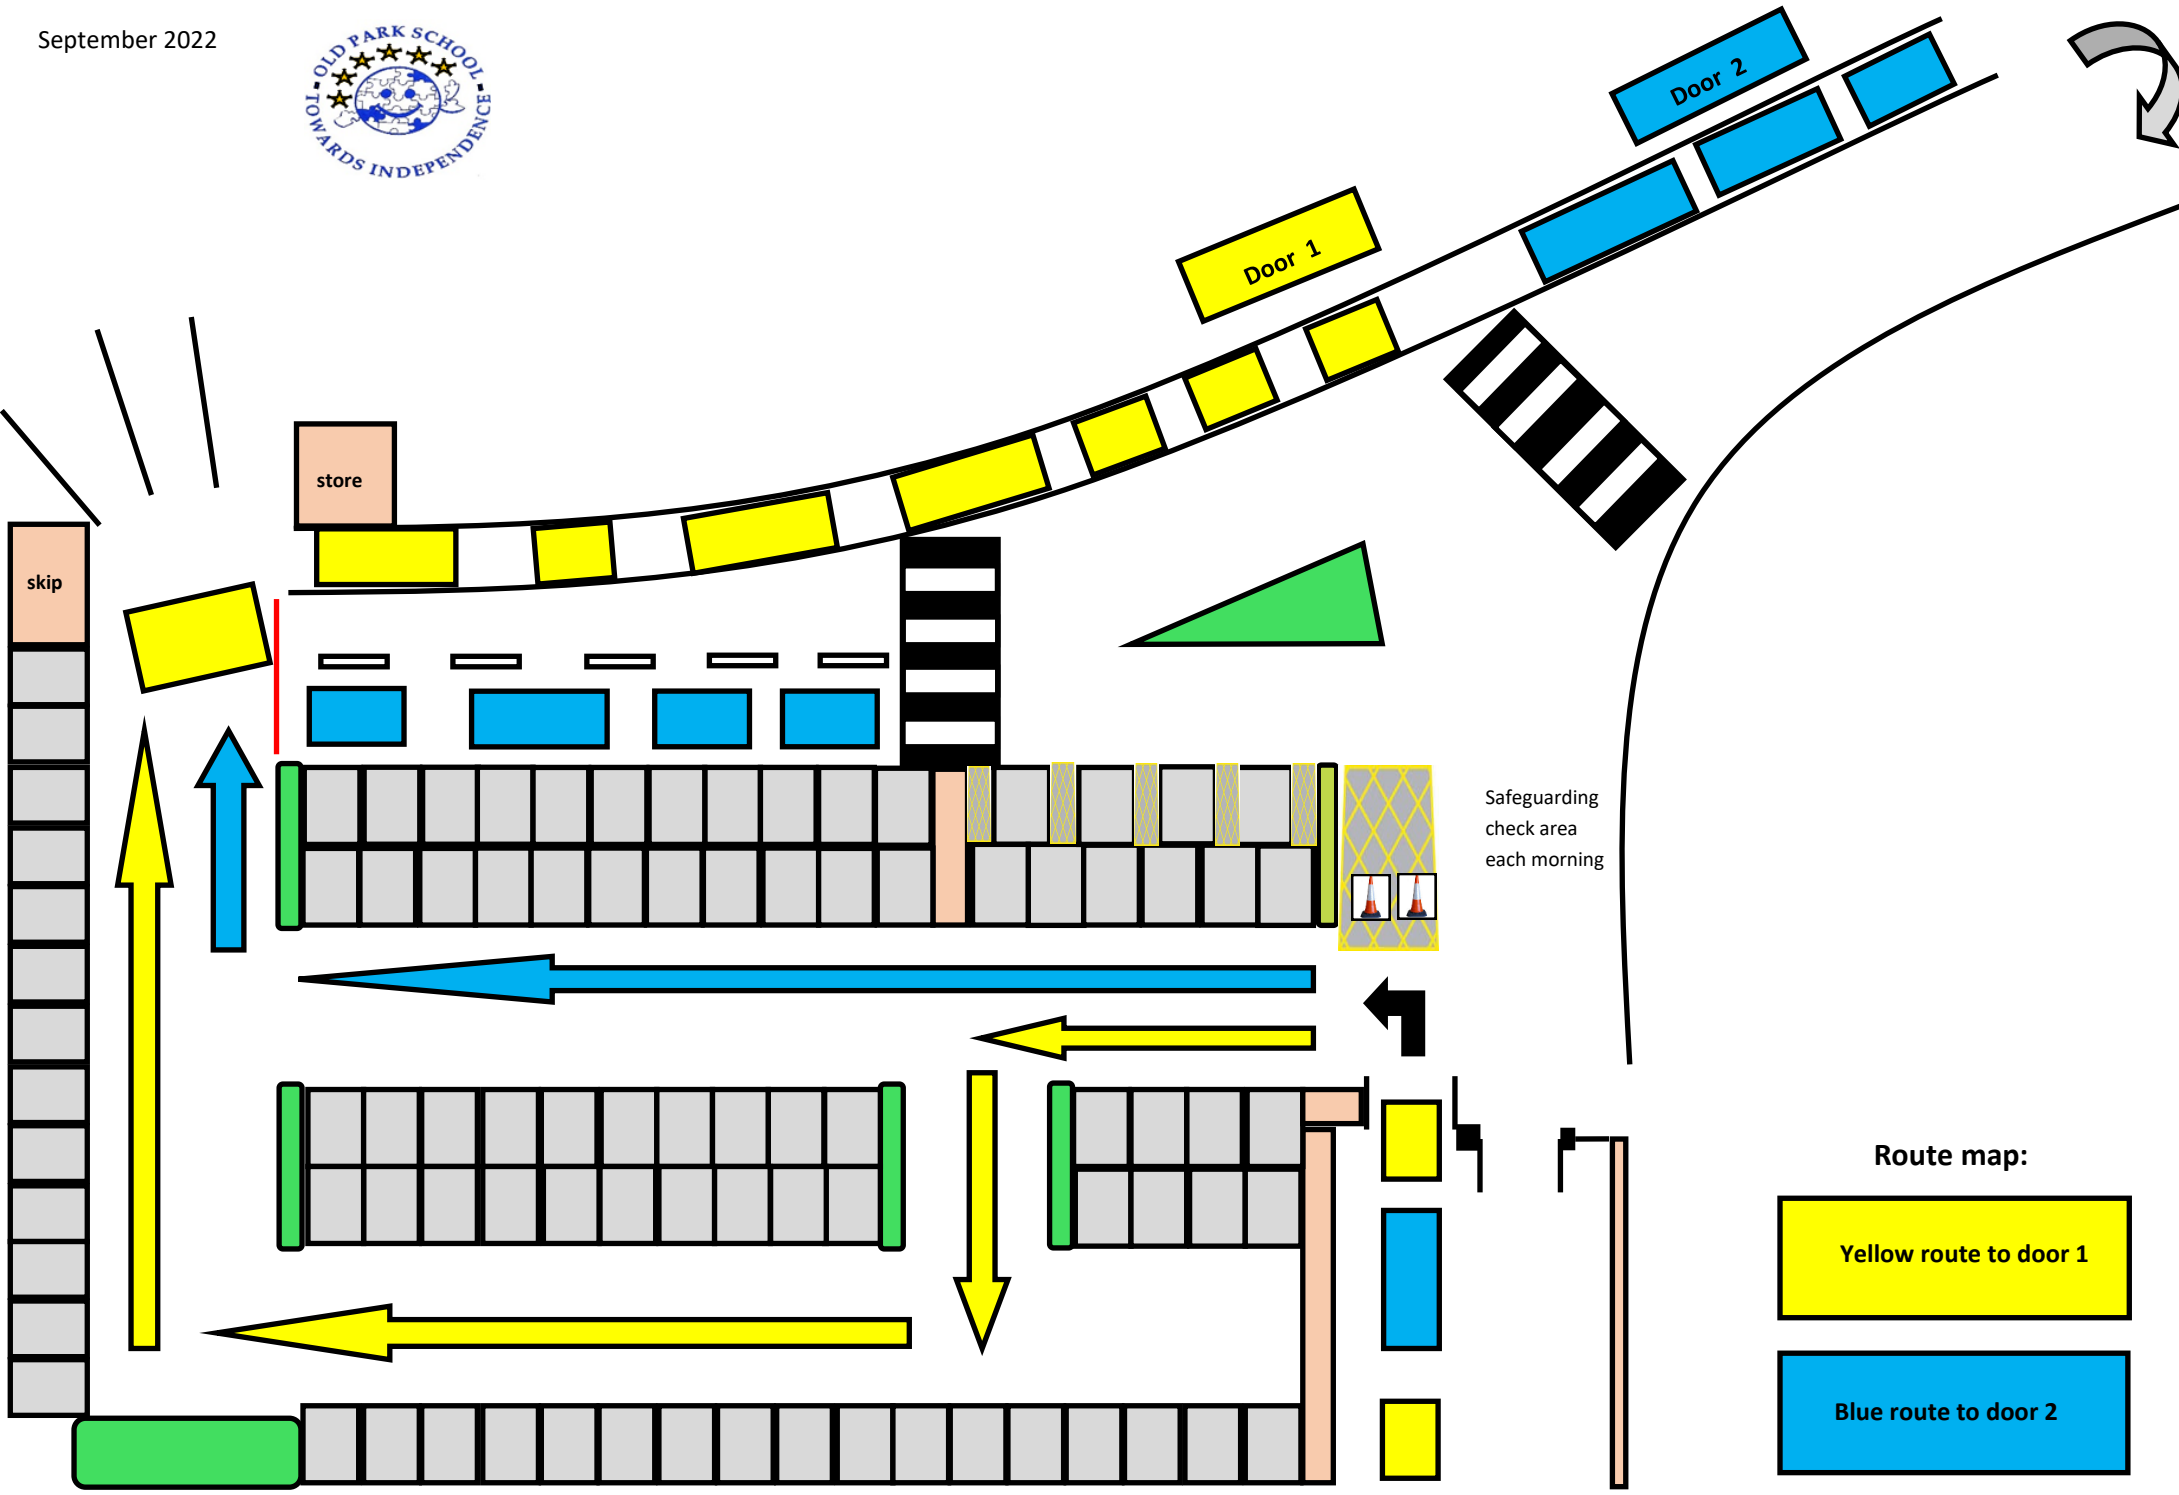 September 2022
OLD PARK SCHOOL
TOWARDS INDEPENDENCE
Door 2
Door 1
store
skip
Safeguarding
check area
each morning
Route map:
Yellow route to door 1
Blue route to door 2